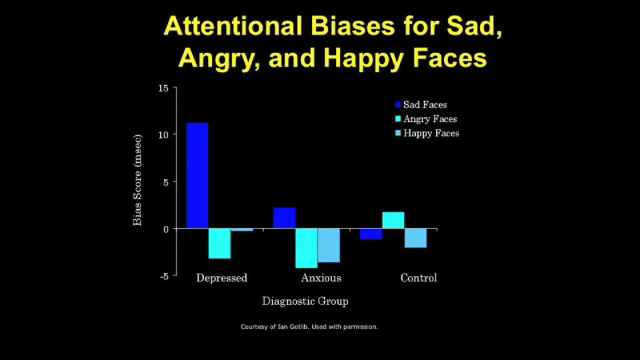 Attentional Biases for Sad,
Angry, and Happy Faces
15
10
5
0
-5
Bias Score (msec)
Sad Faces
Angry Faces
Happy Faces
Depressed Anxious Control
Diagnostic Group
Courtesy of Ian Gotlib. Used with permission.